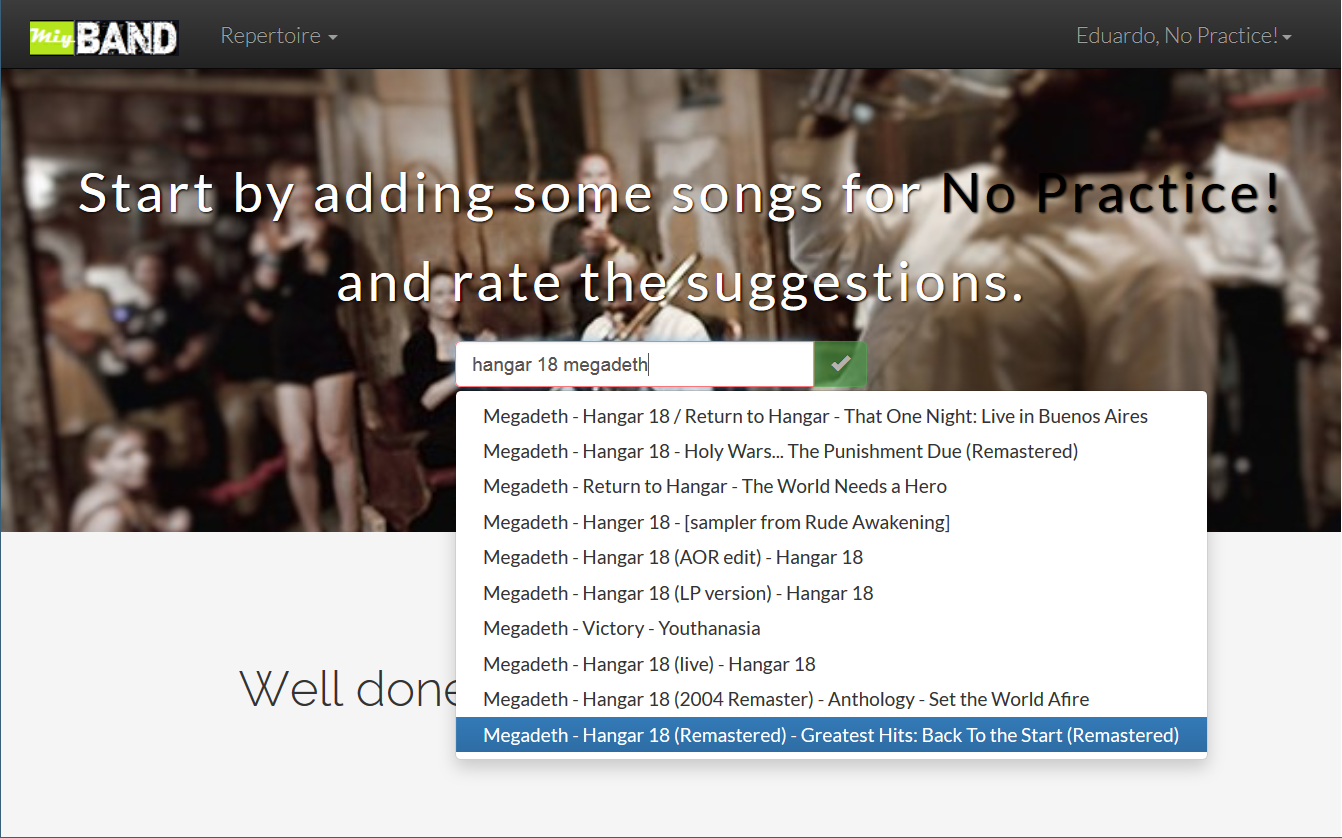 Miy BAND
Repertoire
Eduardo, No Practice!
Start by adding some songs for No Practice!
and rate the suggestions.
hangar 18 megadeth
Megadeth - Hangar 18 / Return to Hangar - That One Night: Live in Buenos Aires
Megadeth - Hangar 18 - Holy Wars... The Punishment Due (Remastered)
Megadeth - Return to Hangar - The World Needs a Hero
Megadeth - Hanger 18 - [sampler from Rude Awakening]
Megadeth - Hangar 18 (AOR edit) - Hangar 18
Megadeth - Hangar 18 (LP version) - Hangar 18
Megadeth - Victory - Youthanasia
Megadeth - Hangar 18 (live) - Hangar 18
Well done
Megadeth - Hangar 18 (2004 Remaster) - Anthology - Set the World Afire
Megadeth - Hangar 18 (Remastered) - Greatest Hits: Back To the Start (Remastered)